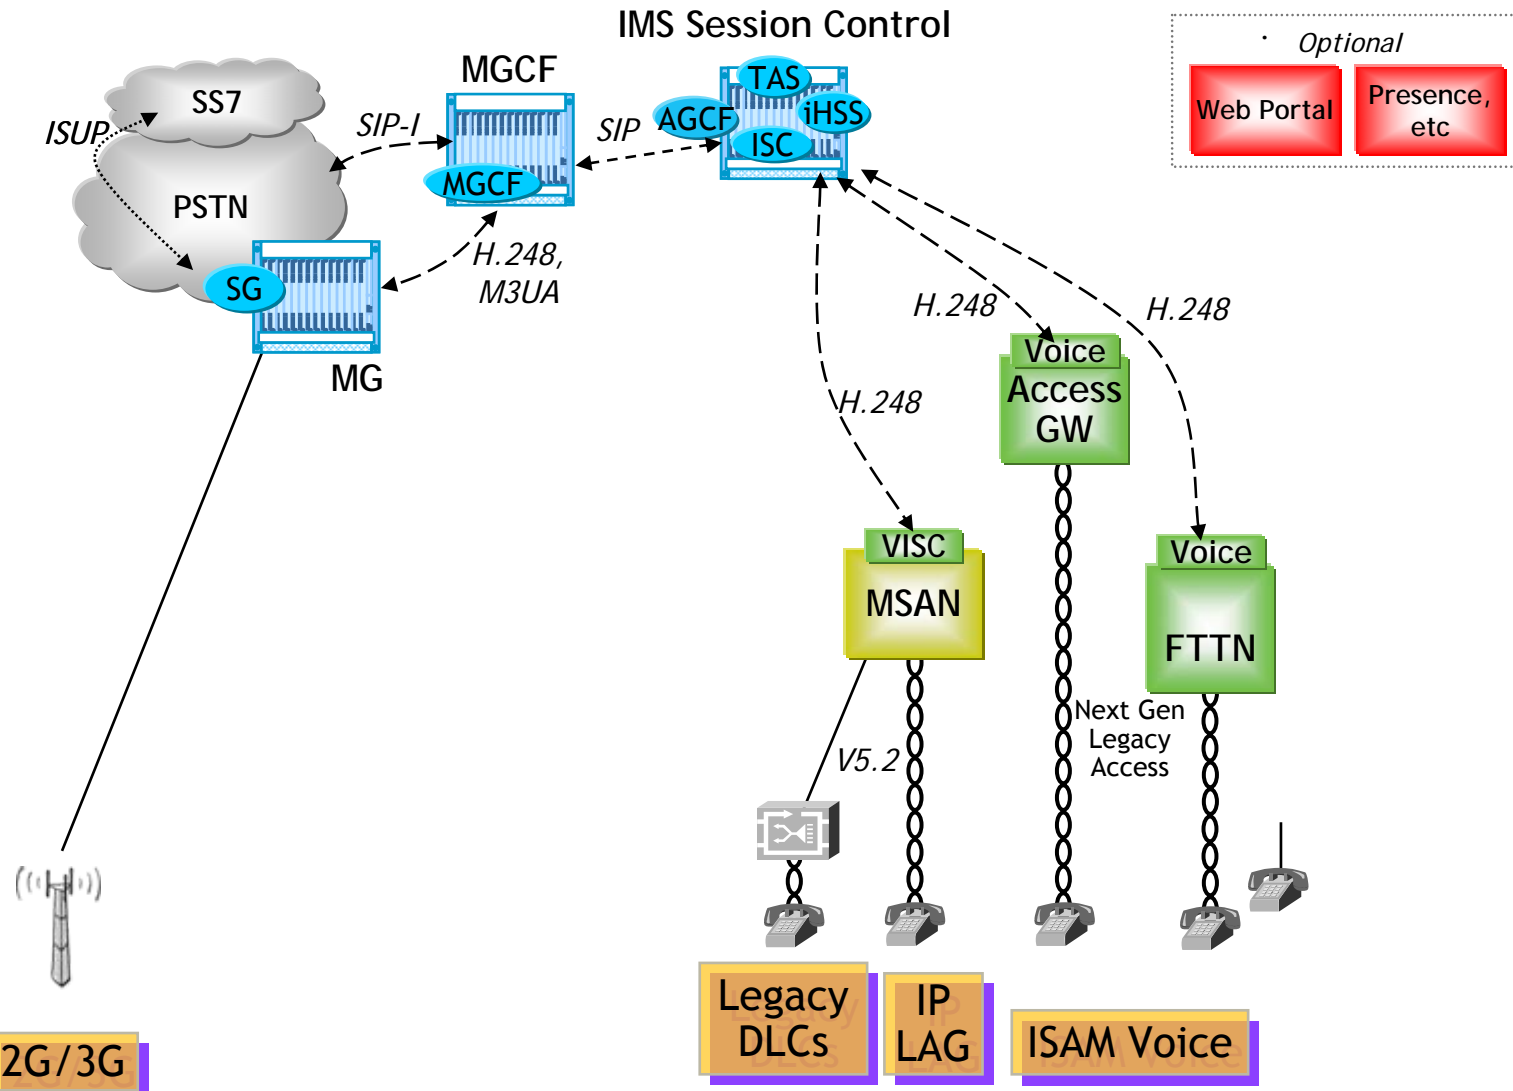 IMS Session Control
· Optional
Web Portal
Presence,
etc
MGCF
SS7
ISUP
SIP-I
SIP
TAS
AGCF
iHSS
ISC
MGCF
PSTN
SG
H.248,
M3UA
MG
H.248
H.248
H.248
Voice
Access
GW
VISC
MSAN
Voice
FTTN
Next Gen
Legacy
Access
V5.2
Legacy
DLCs
IP
LAG
ISAM Voice
2G/3G